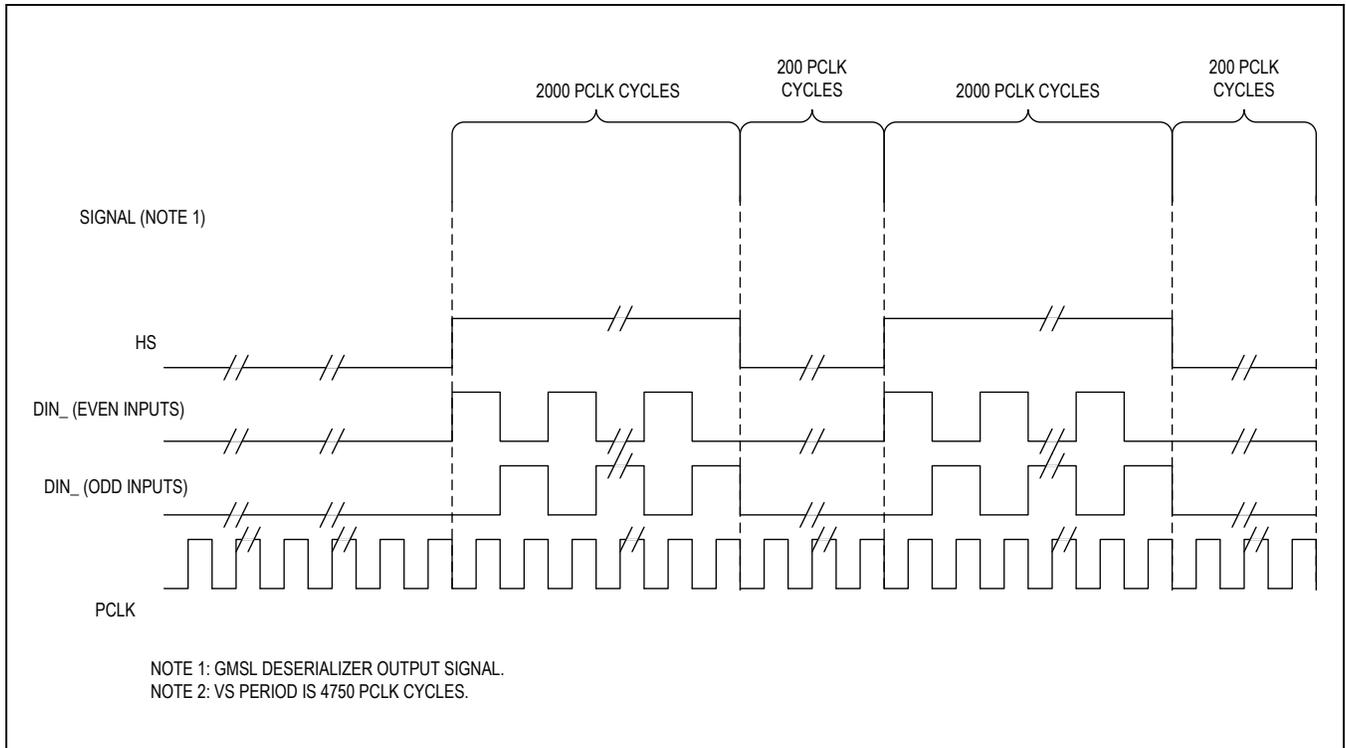 2000 PCLK CYCLES
200 PCLK
CYCLES
2000 PCLK CYCLES
200 PCLK
CYCLES
SIGNAL (NOTE 1)
HS
DIN_ (EVEN INPUTS)
DIN_ (ODD INPUTS)
PCLK
NOTE 1: GMSL DESERIALIZER OUTPUT SIGNAL.
NOTE 2: VS PERIOD IS 4750 PCLK CYCLES.